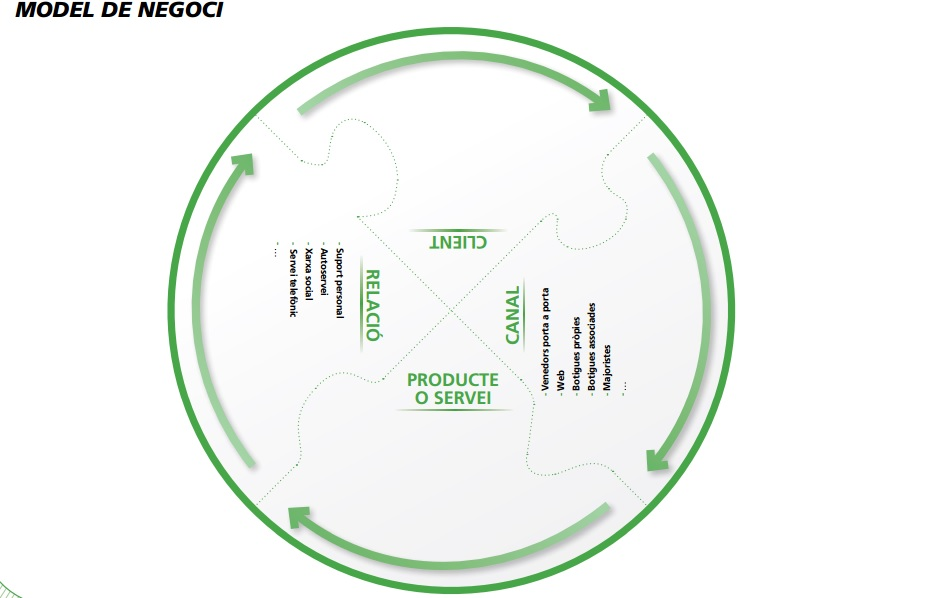 MODEL DE NEGOCI
CLIENT
RELACIÓ
- Suport personal
- Autoservei
- Xarxa social
- Servei telefònic
- ...
CANAL
- Venedors porta a porta
- Web
- Botigues pròpies
- Botigues associades
- Majoristes
- ...
PRODUCTE
O SERVEI